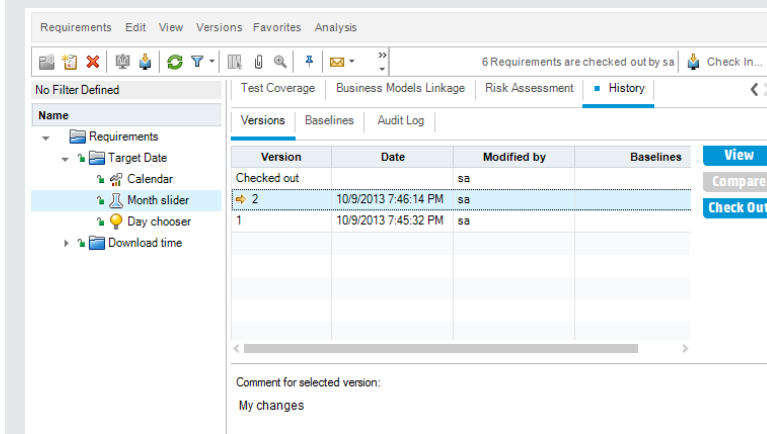 Requirements Edit View Versions Favorites Analysis
6 Requirements are checked out by sa Check In...
No Filter Defined
Test Coverage Business Models Linkage Risk Assessment History
Name
Versions Baselines Audit Log
Requirements
Target Date
Calendar
Month slider
Day chooser
Download time
Version Date Modified by Baselines
Checked out sa
2 10/9/2013 7:46:14 PM sa
1 10/9/2013 7:45:32 PM sa
View
Compare
Check Out
Comment for selected version:
My changes